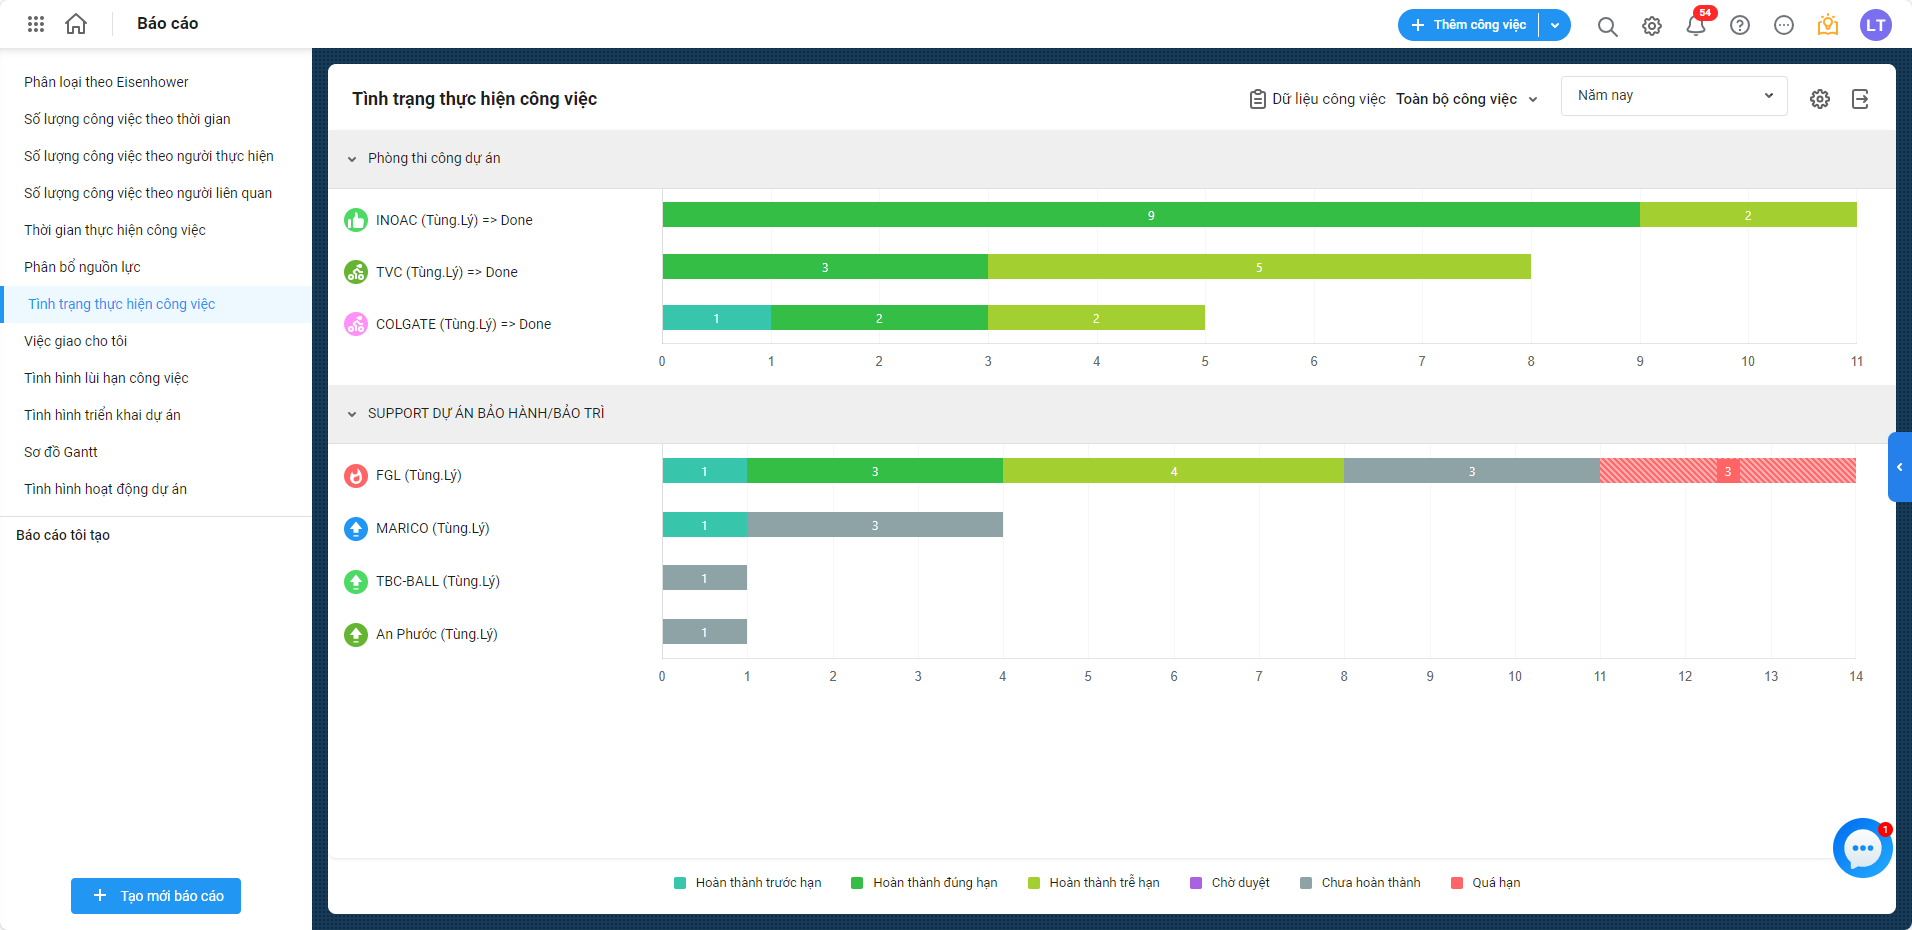 Báo cáo
Thêm công việc
54
LT
Phân loại theo Eisenhower
Số lượng công việc theo thời gian
Số lượng công việc theo người thực hiện
Số lượng công việc theo người liên quan
Thời gian thực hiện công việc
Phân bổ nguồn lực
Tình trạng thực hiện công việc
Việc giao cho tôi
Tình hình lùi hạn công việc
Tình hình triển khai dự án
Sơ đồ Gantt
Tình hình hoạt động dự án
Báo cáo tôi tạo
Tạo mới báo cáo
Tình trạng thực hiện công việc
Dữ liệu công việc Toàn bộ công việc
Năm nay
Phòng thi công dự án
INOAC (Tùng.Lý) => Done
9 2
TVC (Tùng.Lý) => Done
3 5
COLGATE (Tùng.Lý) => Done
1 2 2
0 1 2 3 4 5 6 7 8 9 10 11
SUPPORT DỰ ÁN BẢO HÀNH/BẢO TRÌ
FGL (Tùng.Lý)
1 3 4 3 3
MARICO (Tùng.Lý)
1 3
TBC-BALL (Tùng.Lý)
1
An Phước (Tùng.Lý)
1
0 1 2 3 4 5 6 7 8 9 10 11 12 13 14
1
Hoàn thành trước hạn Hoàn thành đúng hạn Hoàn thành trễ hạn Chờ duyệt Chưa hoàn thành Quá hạn